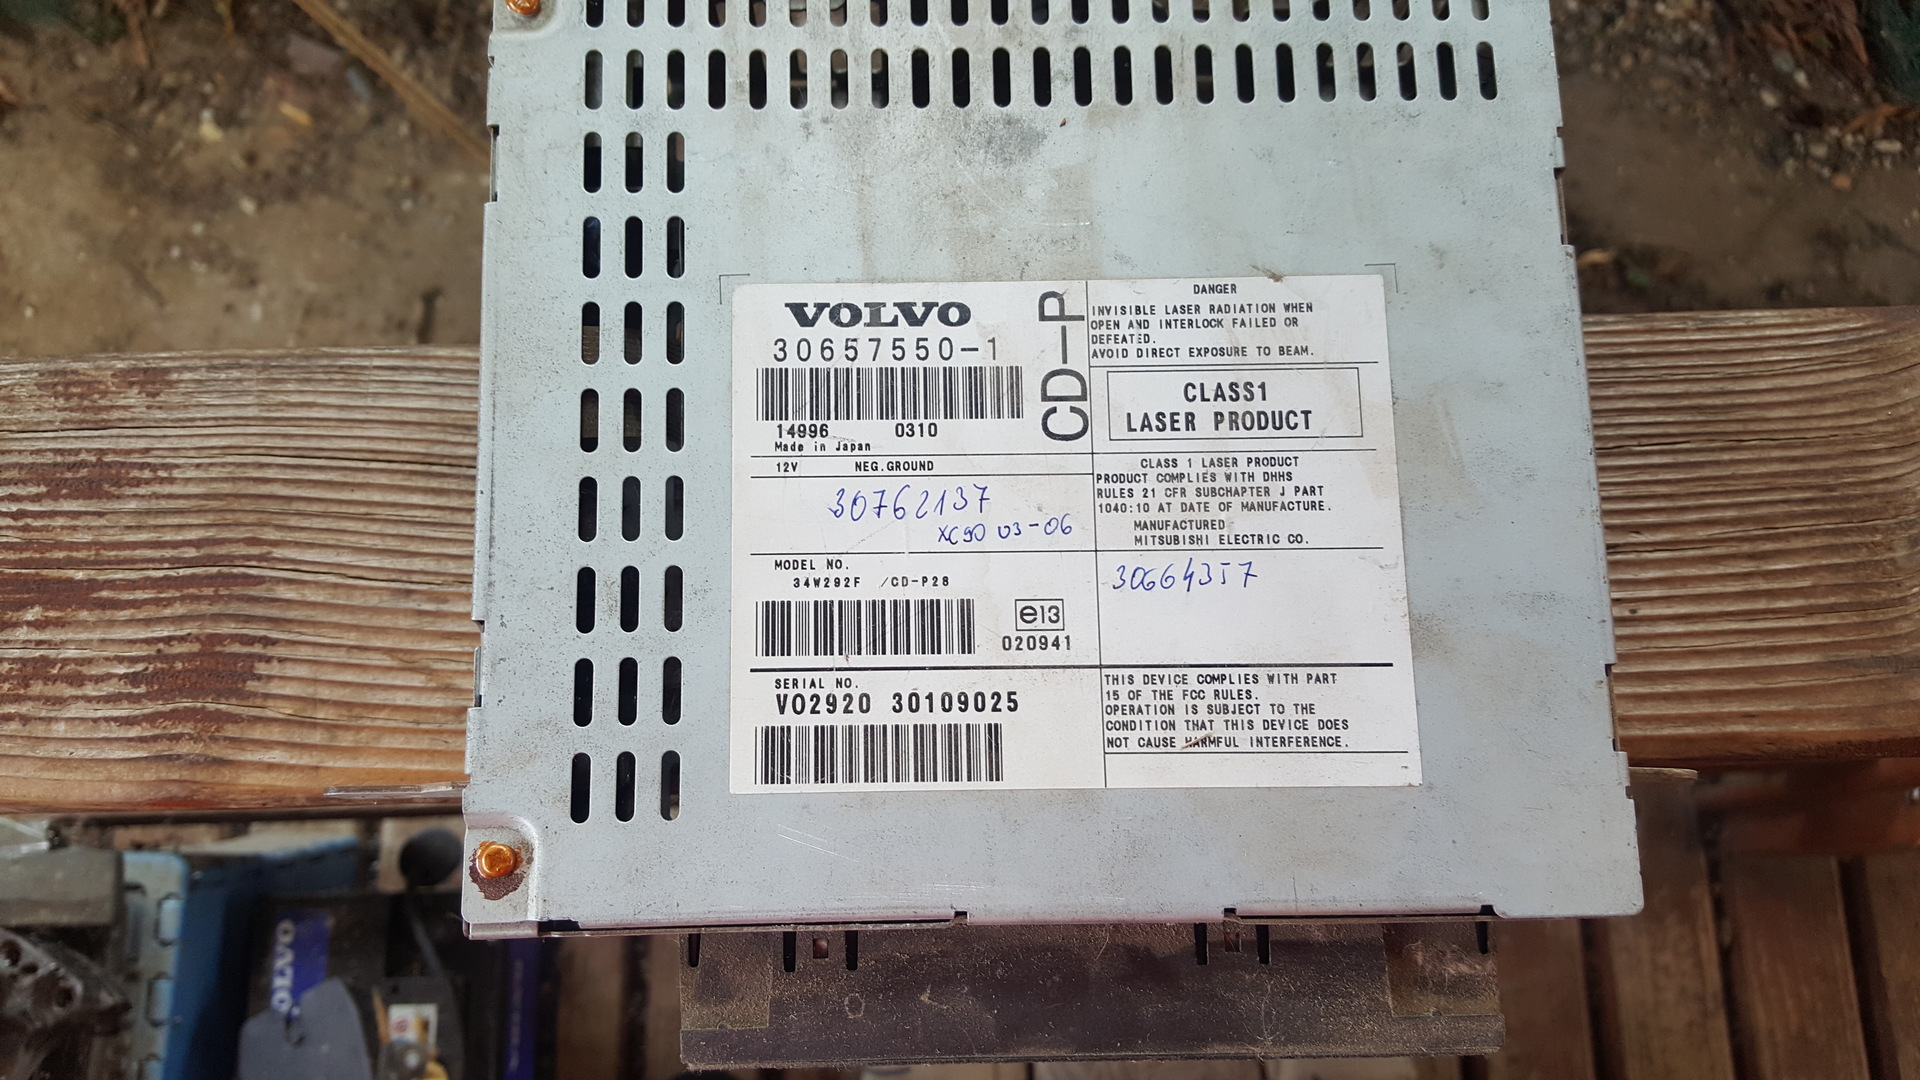 VOLVO
30657550-1
CD-P
14996 0310
Made in Japan
12V NEG.GROUND
30762137
XC90 03-06
MODEL NO.
34W292F /CD-P28
e13
020941
SERIAL NO.
VO2920 30109025
DANGER
INVISIBLE LASER RADIATION WHEN
OPEN AND INTERLOCK FAILED OR
DEFEATED.
AVOID DIRECT EXPOSURE TO BEAM.
CLASS1
LASER PRODUCT
CLASS 1 LASER PRODUCT
PRODUCT COMPLIES WITH DHHS
RULES 21 CFR SUBCHAPTER J PART
1040:10 AT DATE OF MANUFACTURE.
MANUFACTURED
MITSUBISHI ELECTRIC CO.
30664357
THIS DEVICE COMPLIES WITH PART
15 OF THE FCC RULES.
OPERATION IS SUBJECT TO THE
CONDITION THAT THIS DEVICE DOES
NOT CAUSE HARMFUL INTERFERENCE.
VOLVO